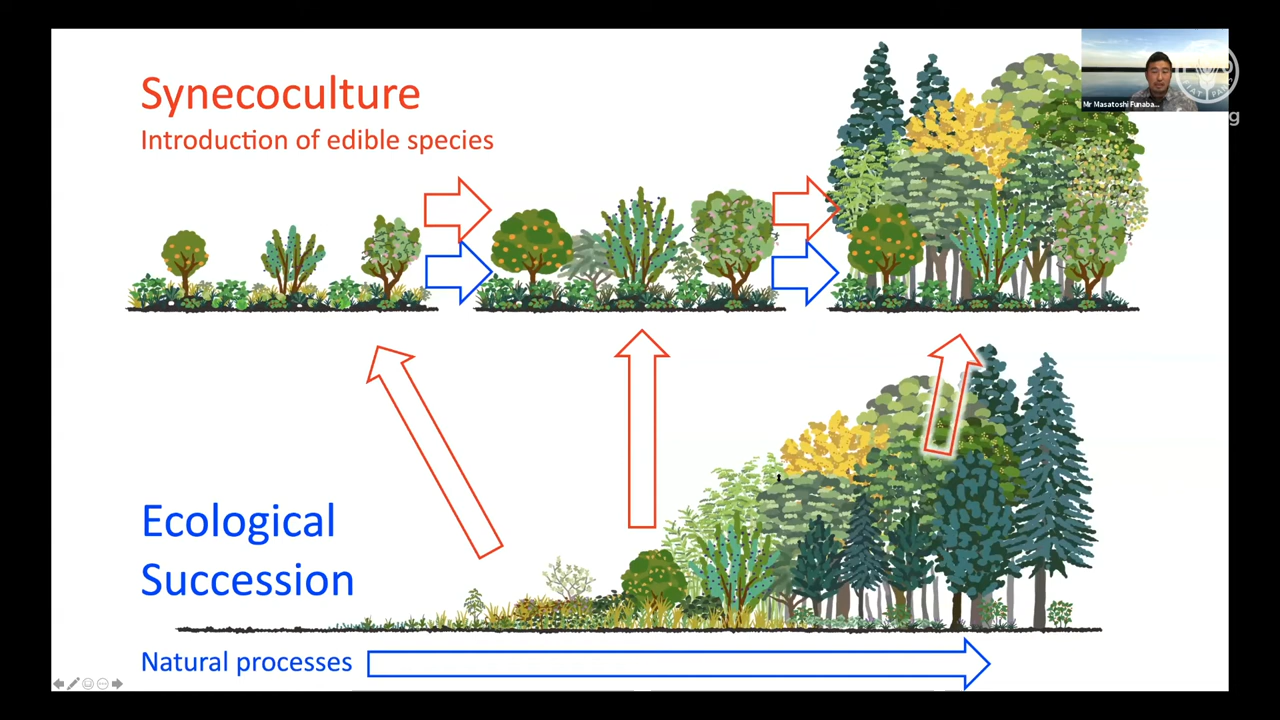 Synecoculture
Introduction of edible species
Mr Masatoshi Funaba...
Ecological
Succession
Natural processes